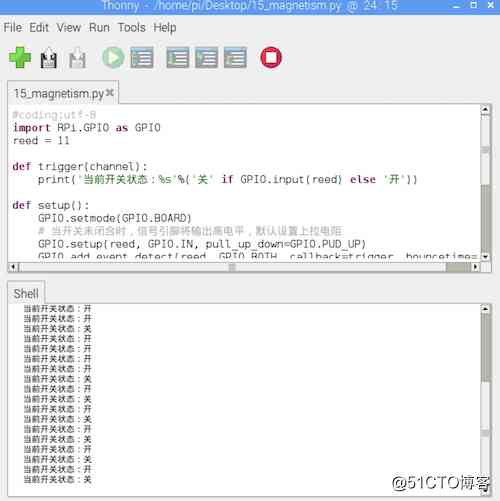 Thonny - /home/pi/Desktop/15_magnetism.py @ 24:15
File Edit View Run Tools Help
15_magnetism.py
#coding:utf-8
import RPi.GPIO as GPIO
reed = 11
def trigger(channel):
print('当前开关状态：%s'%('关' if GPIO.input(reed) else '开'))
def setup():
GPIO.setmode(GPIO.BOARD)
# 当开关未闭合时，信号引脚将输出高电平，默认设置上拉电阻
GPIO.setup(reed, GPIO.IN, pull_up_down=GPIO.PUD_UP)
GPIO.add_event_detect(reed, GPIO.BOTH, callback=trigger, bouncetime=
Shell
当前开关状态：开
当前开关状态：开
当前开关状态：关
当前开关状态：开
当前开关状态：开
当前开关状态：开
当前开关状态：开
当前开关状态：关
当前开关状态：开
当前开关状态：关
当前开关状态：开
当前开关状态：关
当前开关状态：开
当前开关状态：关
当前开关状态：开
当前开关状态：关
当前开关状态：开
当前开关状态：关
@51CTO博客